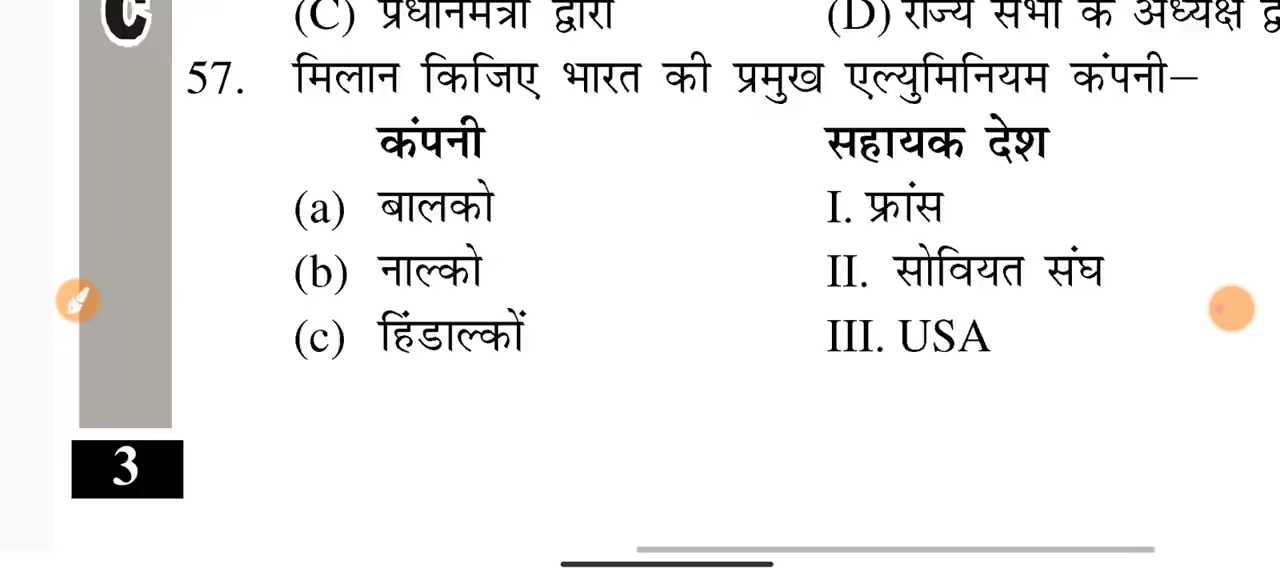 C
(C) प्रधानमंत्री द्वारा (D) राज्य सभा के अध्यक्ष
57. मिलान किजिए भारत की प्रमुख एल्युमिनियम कंपनी–
कंपनी सहायक देश
(a) बालको I. फ्रांस
(b) नाल्को II. सोवियत संघ
(c) हिंडाल्कों III. USA
3